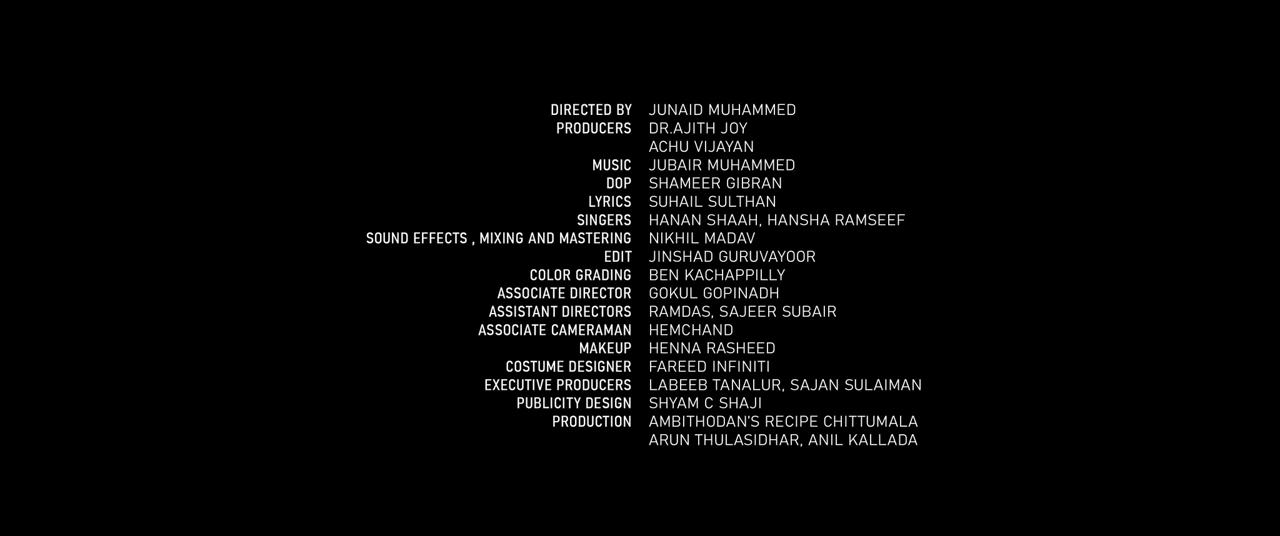 DIRECTED BY JUNAID MUHAMMED
PRODUCERS DR.AJITH JOY
ACHU VIJAYAN
MUSIC JUBAIR MUHAMMED
DOP SHAMEER GIBRAN
LYRICS SUHAIL SULTHAN
SINGERS HANAN SHAAH, HANSHA RAMSEEF
SOUND EFFECTS , MIXING AND MASTERING NIKHIL MADAV
EDIT JINSHAD GURUVAYOOR
COLOR GRADING BEN KACHAPPILLY
ASSOCIATE DIRECTOR GOKUL GOPINADH
ASSISTANT DIRECTORS RAMDAS, SAJEER SUBAIR
ASSOCIATE CAMERAMAN HEMCHAND
MAKEUP HENNA RASHEED
COSTUME DESIGNER FAREED INFINITI
EXECUTIVE PRODUCERS LABEEB TANALUR, SAJAN SULAIMAN
PUBLICITY DESIGN SHYAM C SHAJI
PRODUCTION AMBITHODAN'S RECIPE CHITTUMALA
ARUN THULASIDHAR, ANIL KALLADA